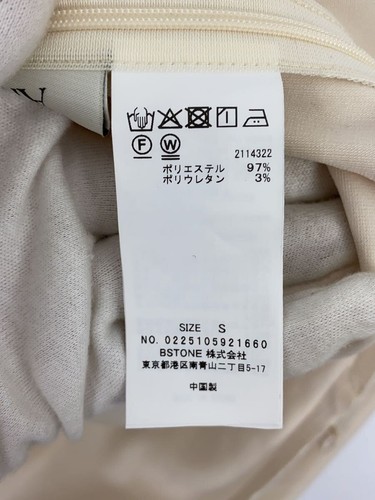 F W
2114322
ポリエステル 97%
ポリウレタン 3%
SIZE S
NO. 0225105921660
BSTONE 株式会社
東京都港区南青山二丁目5-17
中国製